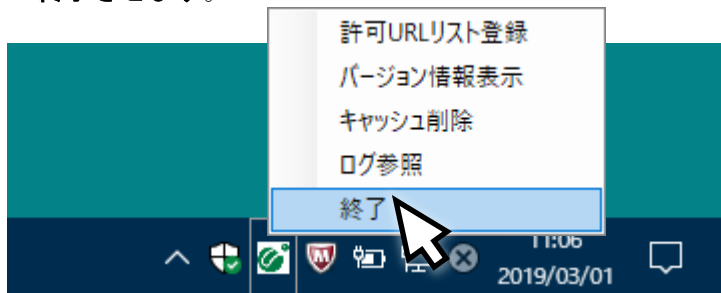 許可URLリスト登録
バージョン情報表示
キャッシュ削除
ログ参照
終了
11:06
2019/03/01